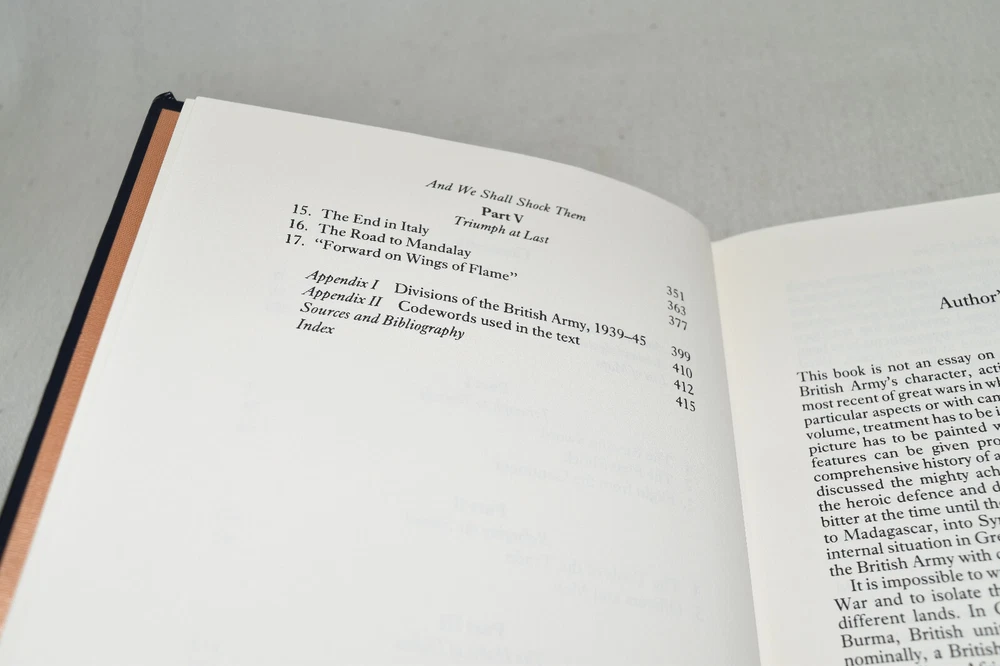 And We Shall Shock Them
Part V
Triumph at Last
15. The End in Italy 351
16. The Road to Mandalay 363
17. “Forward on Wings of Flame” 377
Appendix I Divisions of the British Army, 1939–45 399
Appendix II Codewords used in the text 410
Sources and Bibliography 412
Index 415
Author’
This book is not an essay on
British Army’s character, acti
most recent of great wars in wh
particular aspects or with cam
volume, treatment has to be i
picture has to be painted w
features can be given pro
comprehensive history of a
discussed the mighty ach
the heroic defence and d
bitter at the time until the
to Madagascar, into Syr
internal situation in Gre
the British Army with c
It is impossible to w
War and to isolate th
different lands. In G
Burma, British unit
nominally, a British